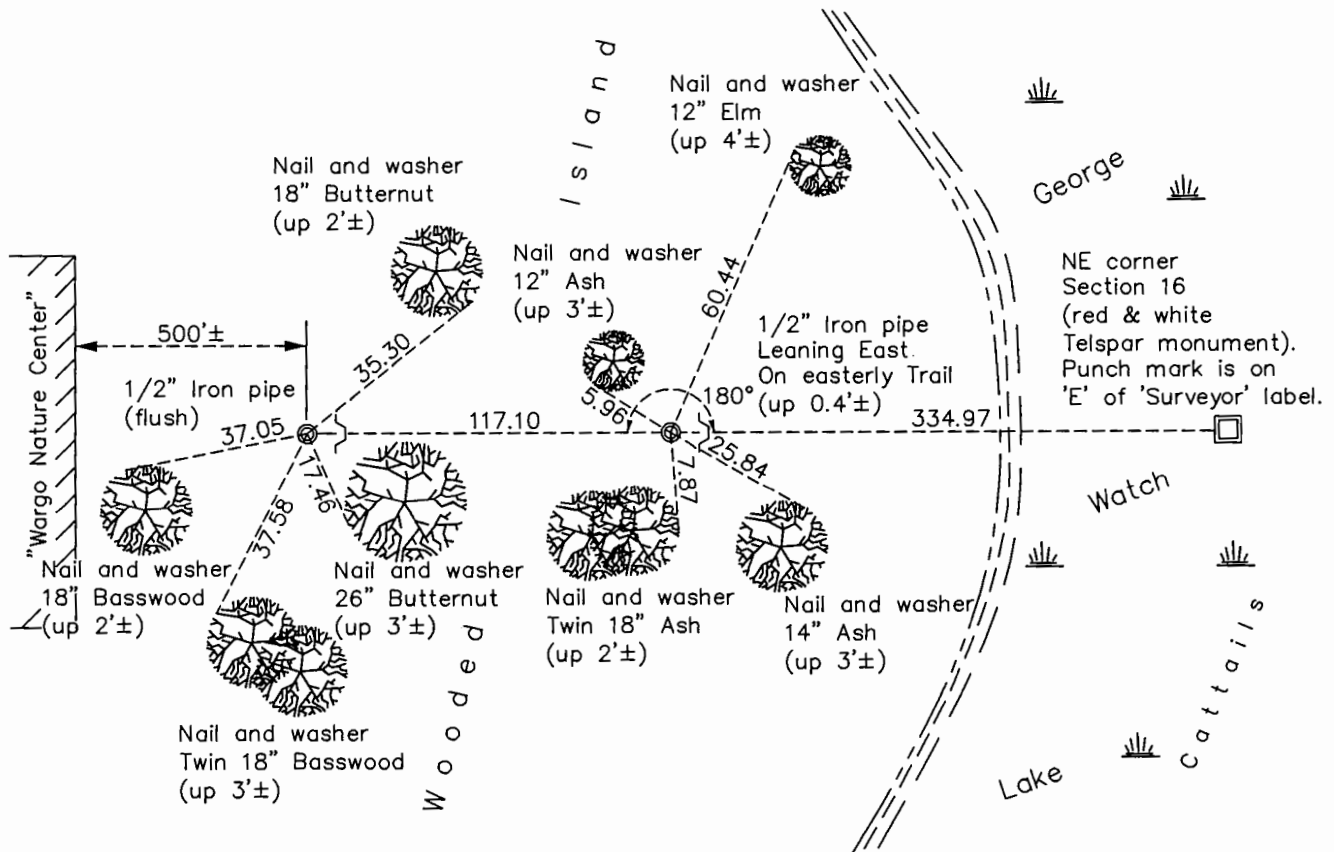 Island
Nail and washer
12" Elm
(up 4'±)
Nail and washer
18" Butternut
(up 2'±)
George
Nail and washer
12" Ash
(up 3'±)
NE corner
Section 16
(red & white
Telspar monument).
Punch mark is on
'E' of 'Surveyor' label.
"Wargo Nature Center"
500'±
35.30
60.44
1/2" Iron pipe
Leaning East.
On easterly Trail
(up 0.4'±)
1/2" Iron pipe
(flush)
5.96
180°
37.05
117.10
334.97
17.46
7.87
25.84
37.58
Watch
Nail and washer
18" Basswood
(up 2'±)
Nail and washer
26" Butternut
(up 3'±)
Nail and washer
Twin 18" Ash
(up 2'±)
Nail and washer
14" Ash
(up 3'±)
Wooded
Nail and washer
Twin 18" Basswood
(up 3'±)
Lake
Cattails